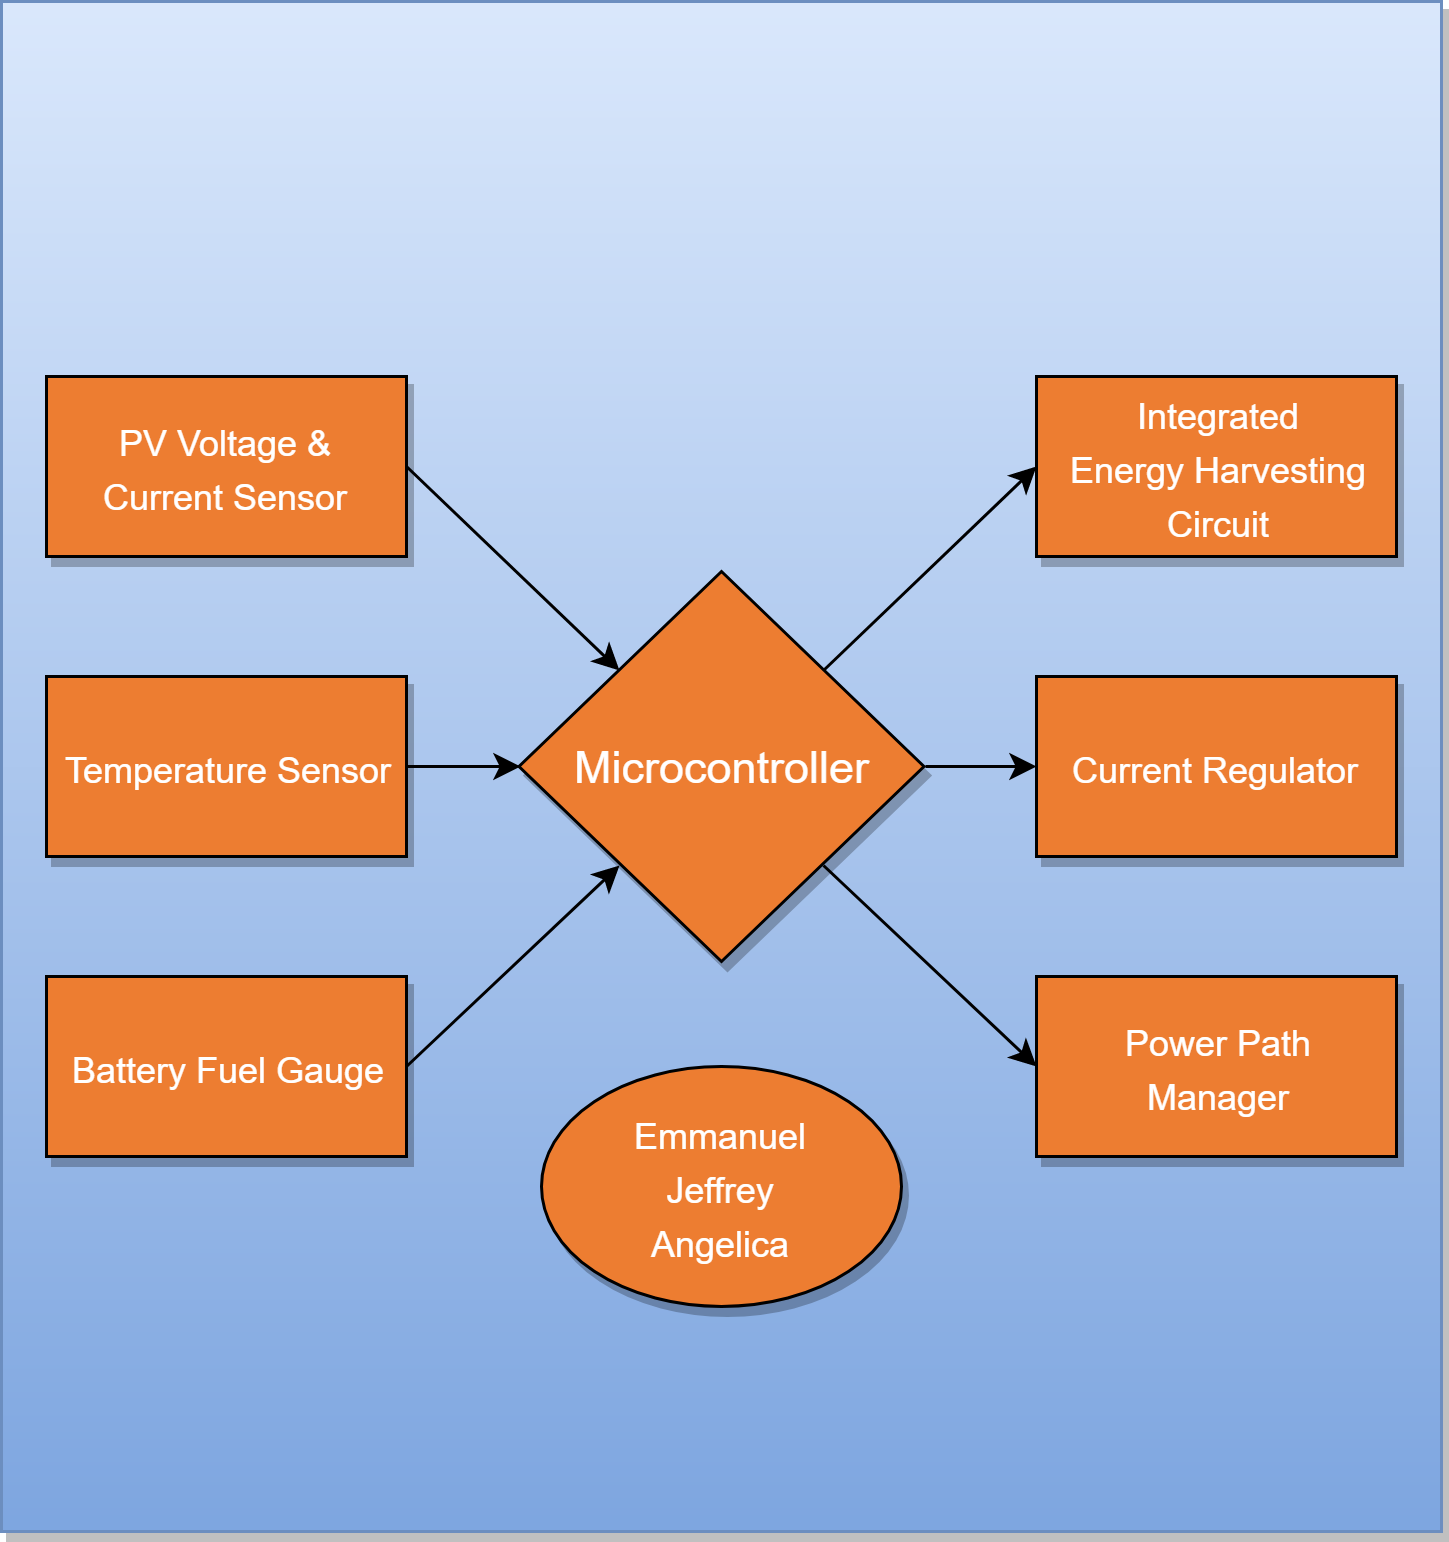 PV Voltage &
Current Sensor
Integrated
Energy Harvesting
Circuit
Temperature Sensor
Microcontroller
Current Regulator
Battery Fuel Gauge
Power Path
Manager
Emmanuel
Jeffrey
Angelica